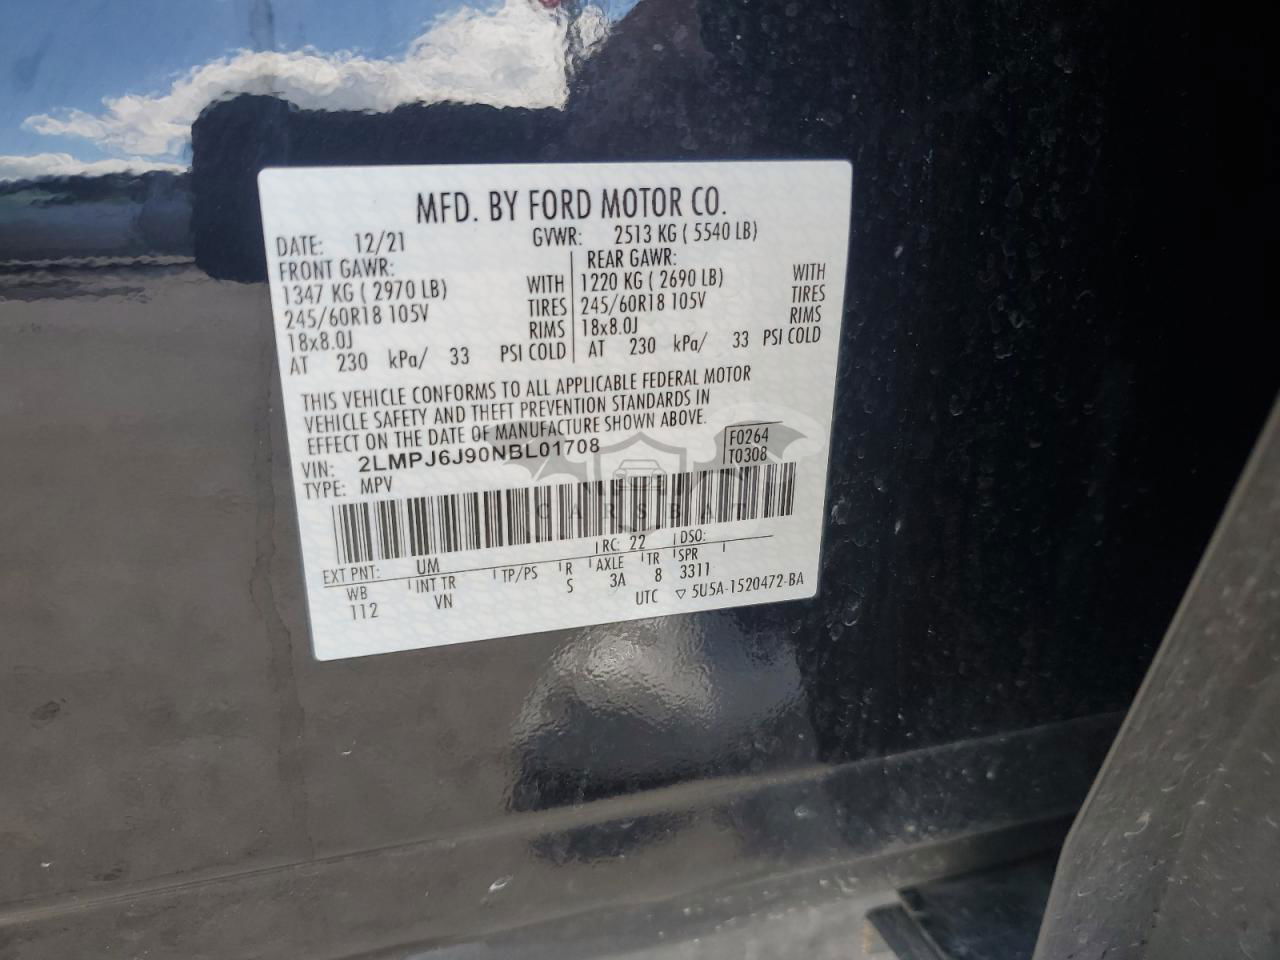 MFD. BY FORD MOTOR CO.
DATE: 12/21 GVWR: 2513 KG ( 5540 LB)
FRONT GAWR: REAR GAWR:
1347 KG ( 2970 LB) WITH 1220 KG ( 2690 LB) WITH
245/60R18 105V TIRES 245/60R18 105V TIRES
18x8.0J RIMS 18x8.0J RIMS
AT 230 kPa/ 33 PSI COLD AT 230 kPa/ 33 PSI COLD
THIS VEHICLE CONFORMS TO ALL APPLICABLE FEDERAL MOTOR
VEHICLE SAFETY AND THEFT PREVENTION STANDARDS IN
EFFECT ON THE DATE OF MANUFACTURE SHOWN ABOVE.
VIN: 2LMPJ6J90NBL01708 F0264
TYPE: MPV T0308
CARSBAT
EXT PNT: UM RC: 22 DSO:
WB INT TR TP/PS R AXLE TR SPR
112 VN S 3A 8 3311
UTC ▽ 5U5A-1520472-BA